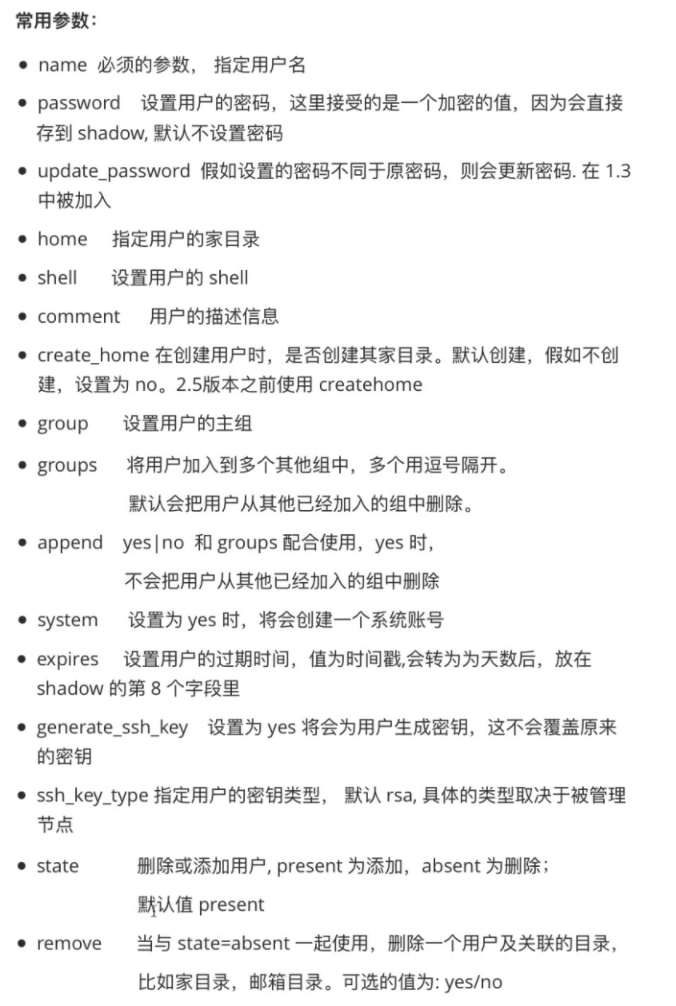 常用参数：
name 必须的参数， 指定用户名
password 设置用户的密码，这里接受的是一个加密的值，因为会直接
存到 shadow, 默认不设置密码
update_password 假如设置的密码不同于原密码，则会更新密码. 在 1.3
中被加入
home 指定用户的家目录
shell 设置用户的 shell
comment 用户的描述信息
create_home 在创建用户时，是否创建其家目录。默认创建，假如不创
建，设置为 no。2.5版本之前使用 createhome
group 设置用户的主组
groups 将用户加入到多个其他组中，多个用逗号隔开。
默认会把用户从其他已经加入的组中删除。
append yes|no 和 groups 配合使用，yes 时，
不会把用户从其他已经加入的组中删除
system 设置为 yes 时，将会创建一个系统账号
expires 设置用户的过期时间，值为时间戳,会转为为天数后，放在
shadow 的第 8 个字段里
generate_ssh_key 设置为 yes 将会为用户生成密钥，这不会覆盖原来
的密钥
ssh_key_type 指定用户的密钥类型， 默认 rsa, 具体的类型取决于被管理
节点
state 删除或添加用户, present 为添加，absent 为删除；
默认值 present
remove 当与 state=absent 一起使用，删除一个用户及关联的目录，
比如家目录，邮箱目录。可选的值为: yes/no